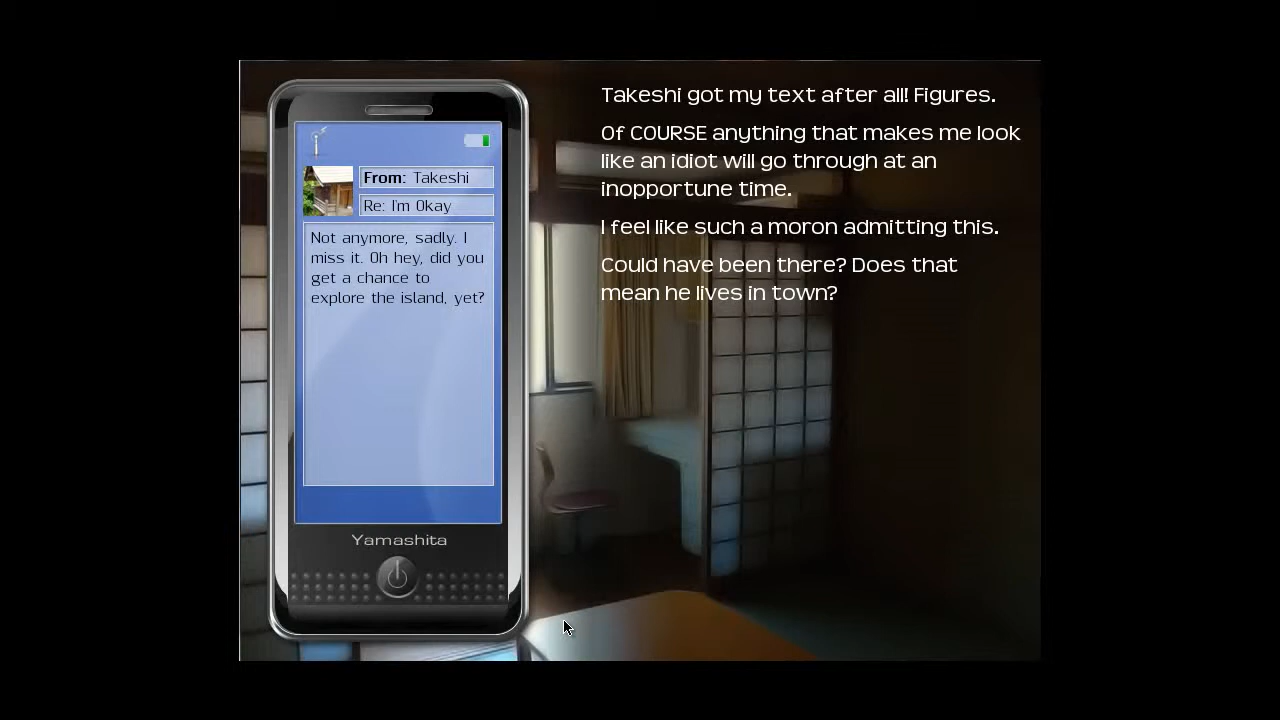 From: Takeshi
Re: I'm Okay
Not anymore, sadly. I
miss it. Oh hey, did you
get a chance to
explore the island, yet?
Yamashita
Takeshi got my text after all! Figures.
Of COURSE anything that makes me look
like an idiot will go through at an
inopportune time.
I feel like such a moron admitting this.
Could have been there? Does that
mean he lives in town?